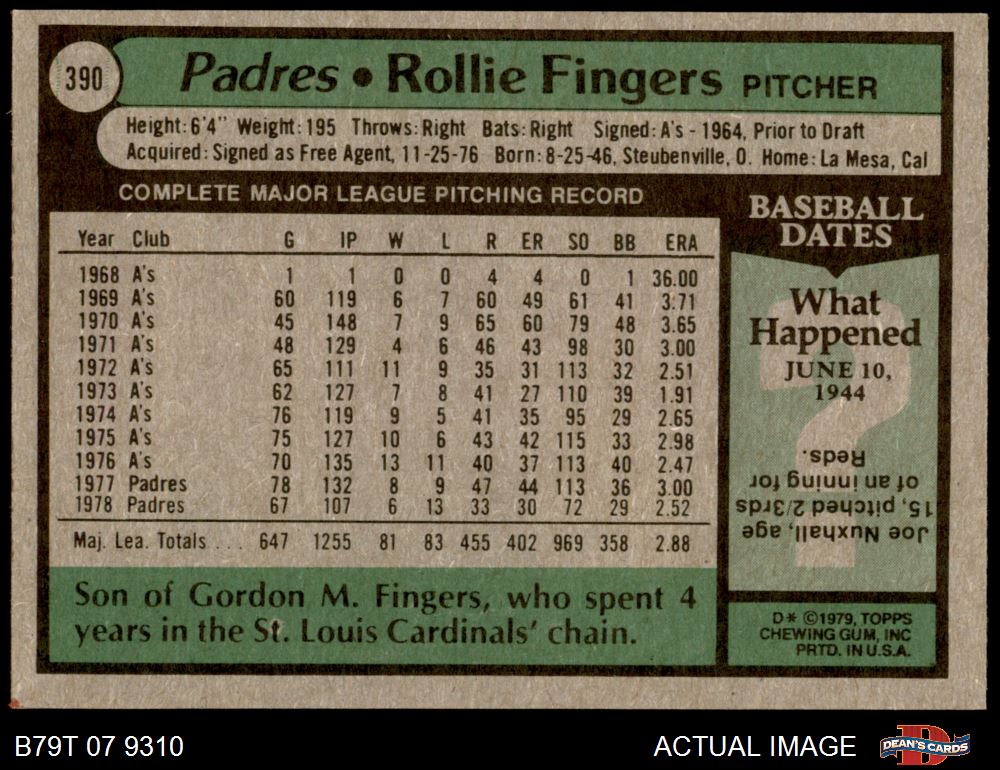 390
Padres • Rollie Fingers PITCHER
Height: 6'4" Weight: 195 Throws: Right Bats: Right Signed: A's - 1964, Prior to Draft
Acquired: Signed as Free Agent, 11-25-76 Born: 8-25-46, Steubenville, O. Home: La Mesa, Cal
COMPLETE MAJOR LEAGUE PITCHING RECORD
Year Club G IP W L R ER SO BB ERA
1968 A's 1 1 0 0 4 4 0 1 36.00
1969 A's 60 119 6 7 60 49 61 41 3.71
1970 A's 45 148 7 9 65 60 79 48 3.65
1971 A's 48 129 4 6 46 43 98 30 3.00
1972 A's 65 111 11 9 35 31 113 32 2.51
1973 A's 62 127 7 8 41 27 110 39 1.91
1974 A's 76 119 9 5 41 35 95 29 2.65
1975 A's 75 127 10 6 43 42 115 33 2.98
1976 A's 70 135 13 11 40 37 113 40 2.47
1977 Padres 78 132 8 9 47 44 113 36 3.00
1978 Padres 67 107 6 13 33 30 72 29 2.52
Maj. Lea. Totals ... 647 1255 81 83 455 402 969 358 2.88
Son of Gordon M. Fingers, who spent 4
years in the St. Louis Cardinals' chain.
BASEBALL
DATES
What
Happened
JUNE 10,
1944
?
Joe Nuxhall, age
15, pitched 2/3rds
of an inning for
Reds.
D* ©1979, TOPPS
CHEWING GUM, INC
PRTD. IN U.S.A.
B79T 07 9310
ACTUAL IMAGE
D
DEAN'S CARDS